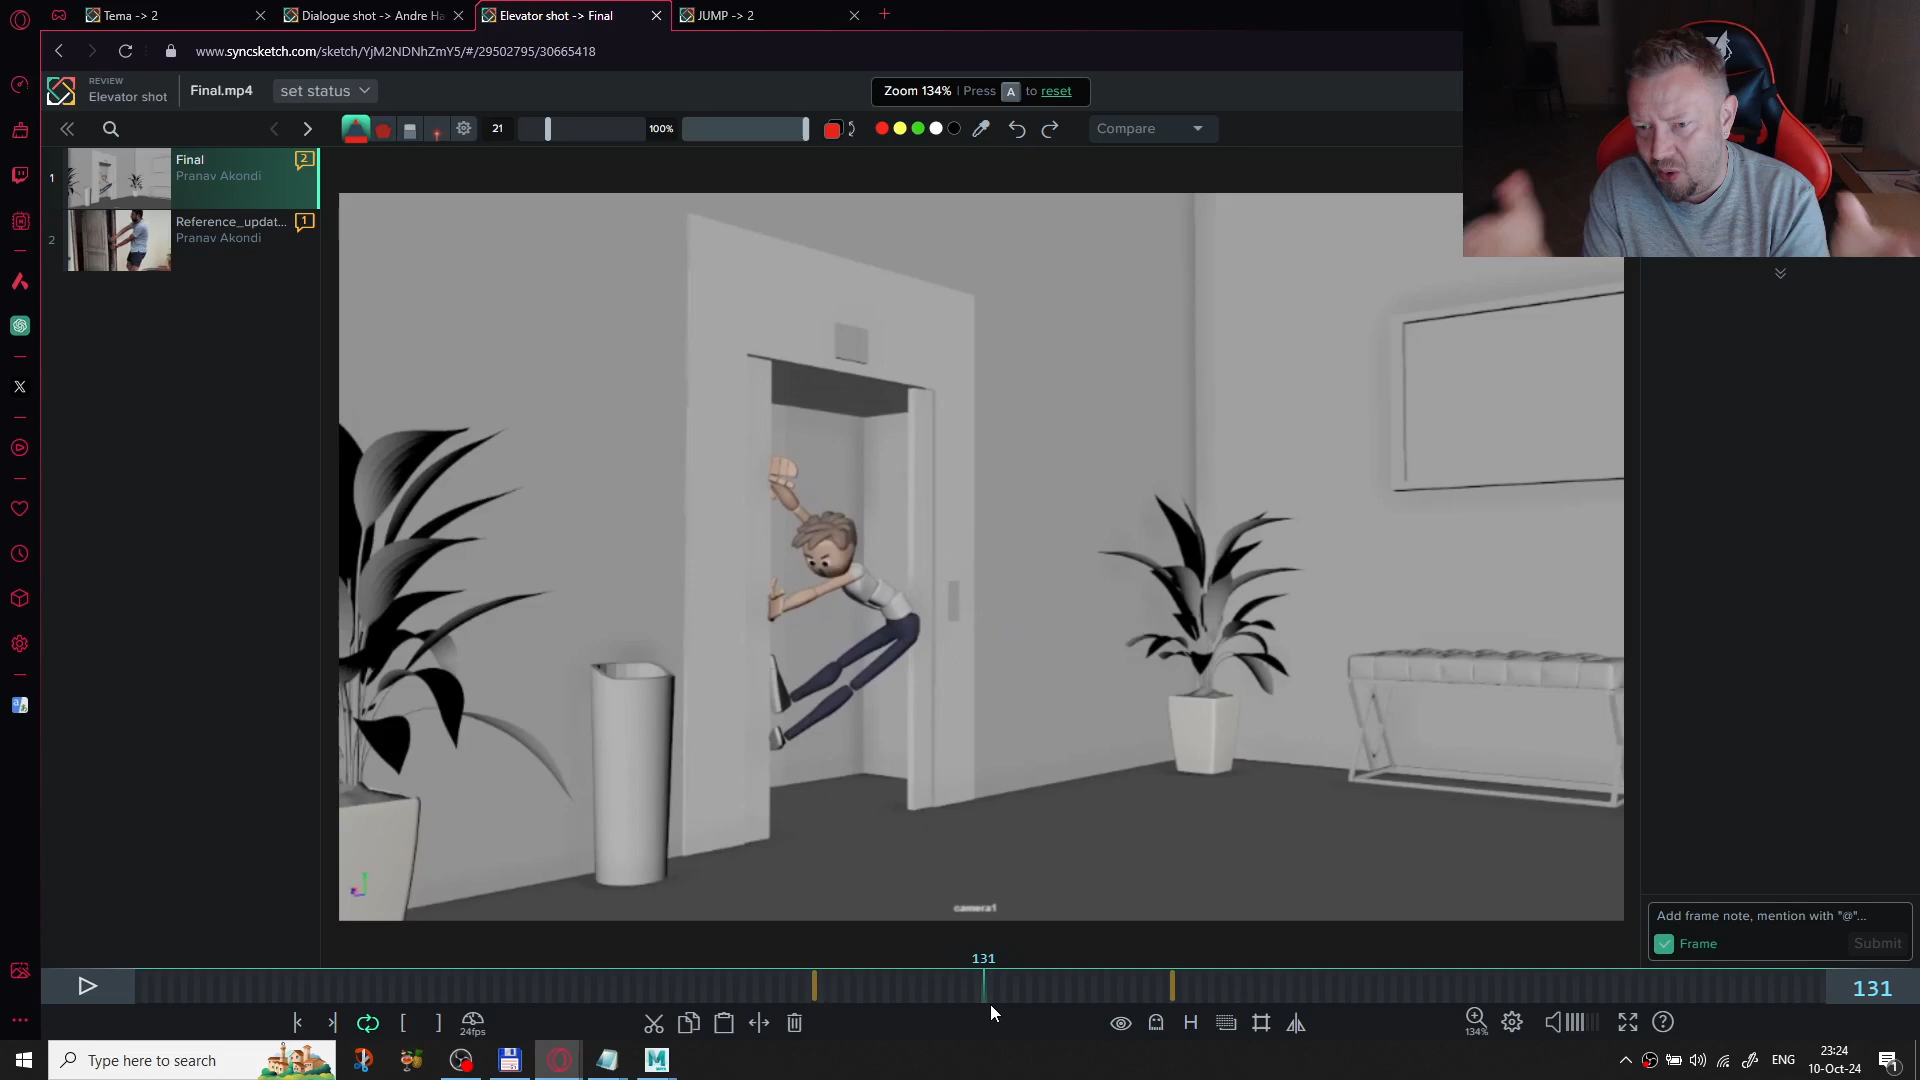 Tema -> 2
Dialogue shot -> Andre Ha
Elevator shot -> Final
JUMP -> 2
www.syncsketch.com/sketch/YjM2NDNhZmY5/#/29502795/30665418
REVIEW
Elevator shot
Final.mp4
set status
Zoom 134% | Press A to reset
21
100%
Compare
1
Final
Pranav Akondi
2
2
Reference_updat...
Pranav Akondi
1
camera1
Add frame note, mention with "@"...
Frame
Submit
131
131
24fps
H
134%
Type here to search
ENG
23:24
10-Oct-24
1